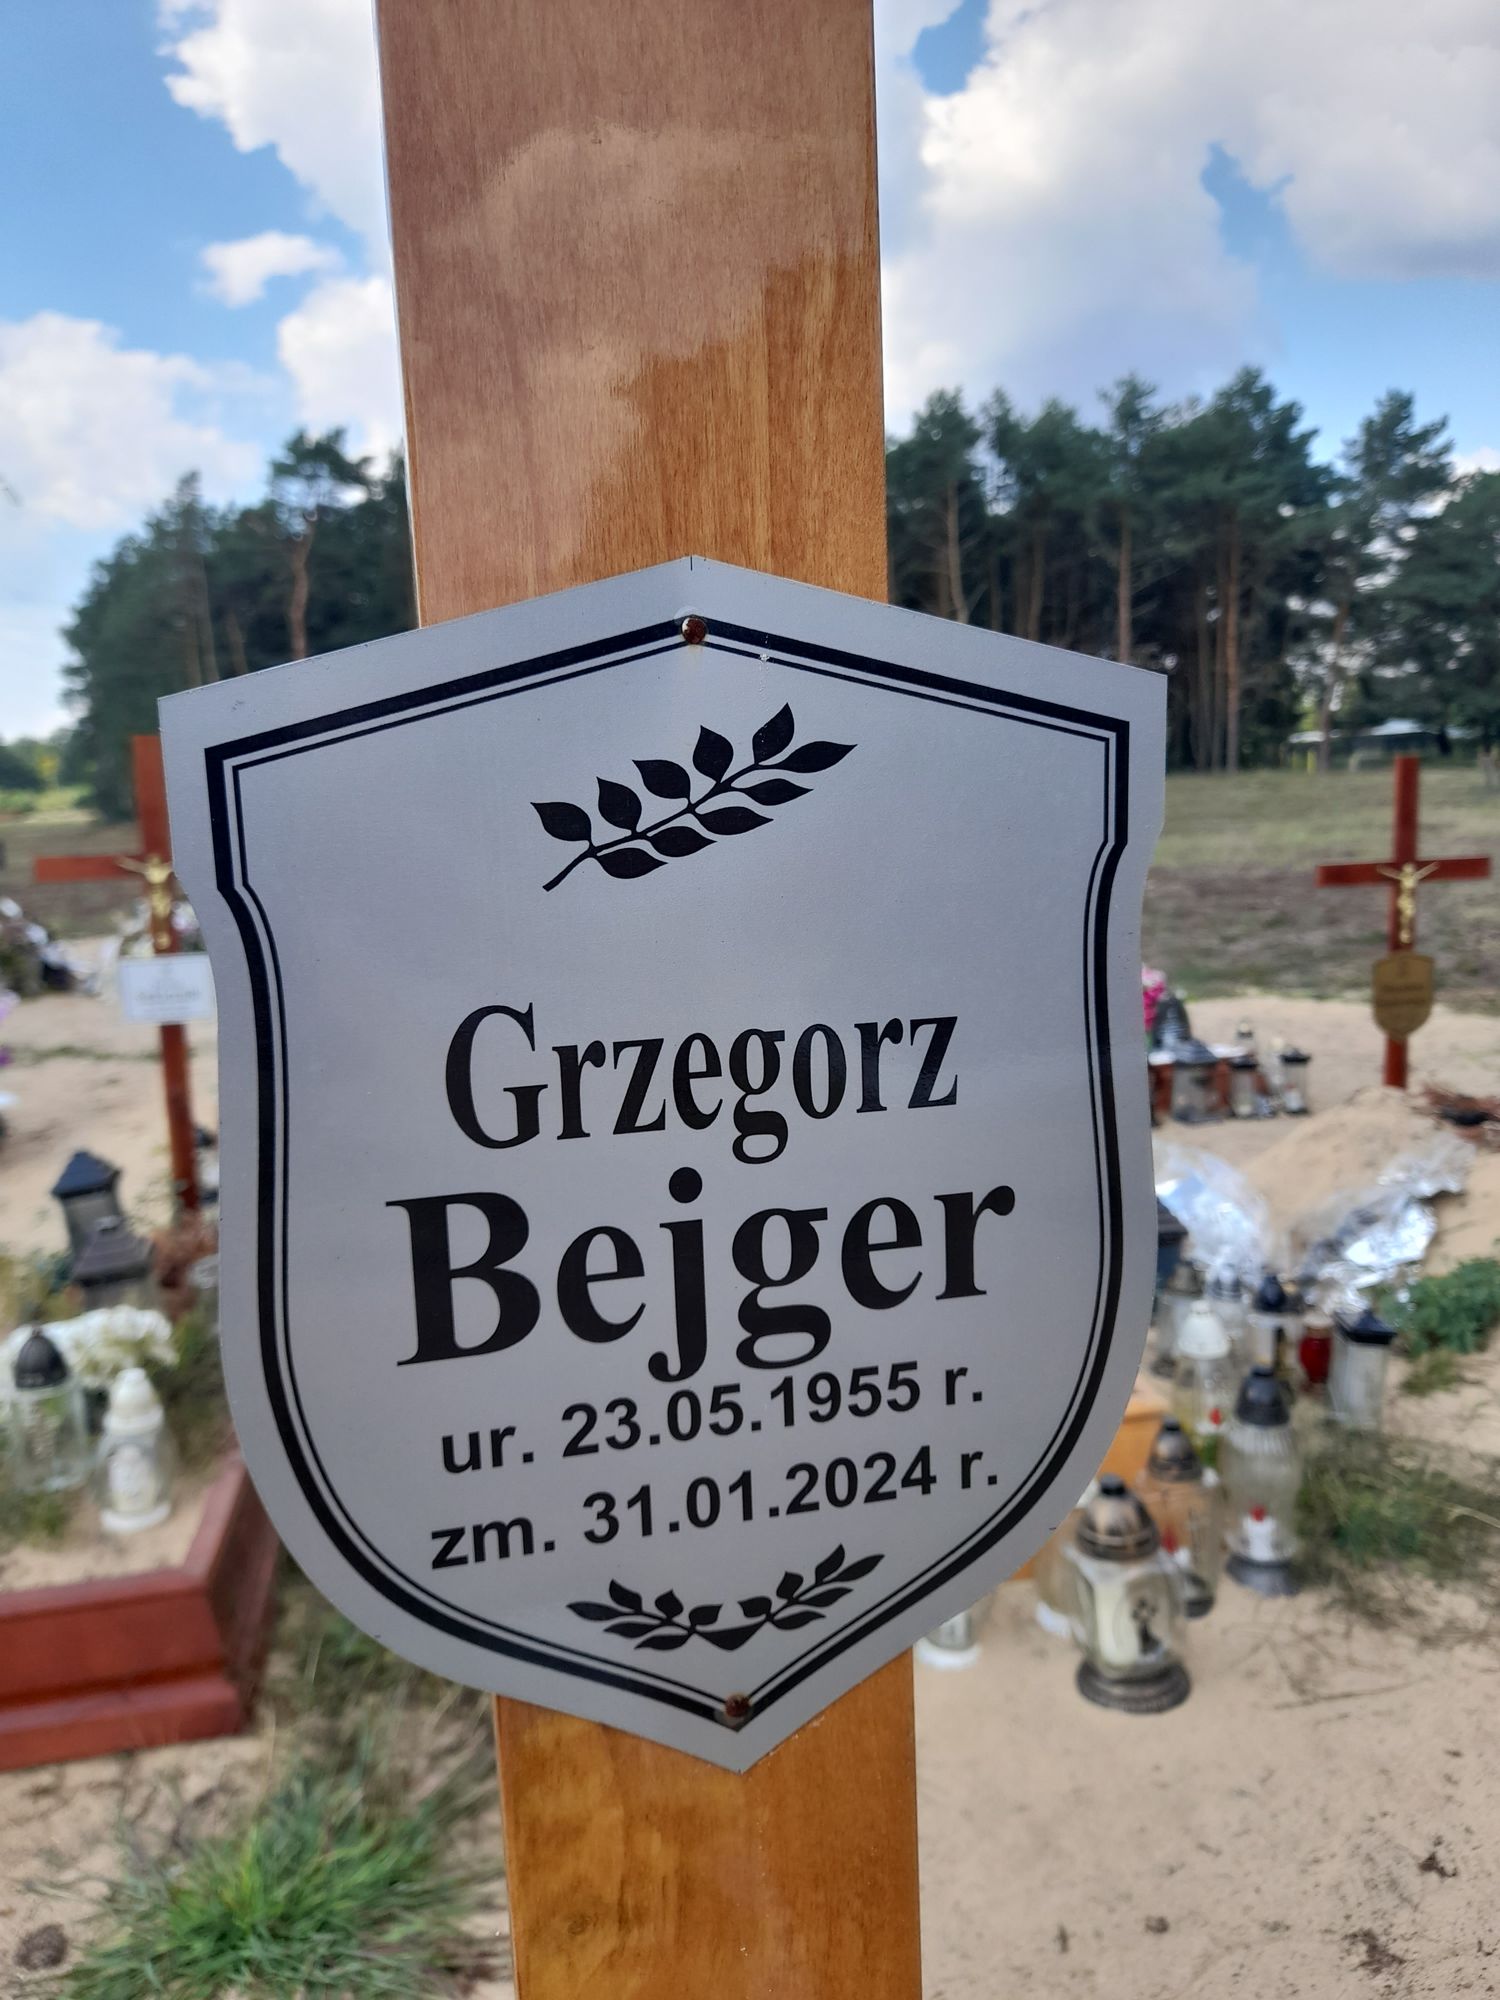 Grzegorz
Bejger
ur. 23.05.1955 r.
zm. 31.01.2024 r.